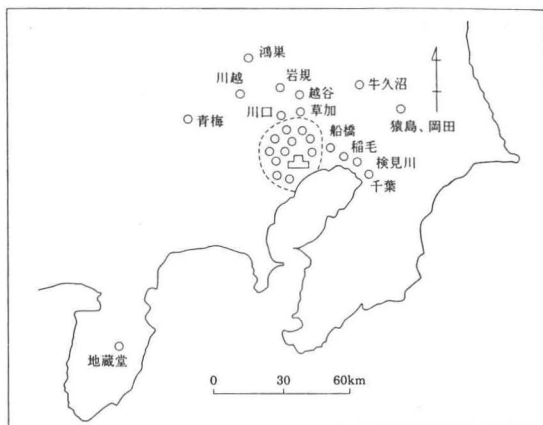 鴻巣
川越
岩規
越谷
牛久沼
青梅
川口
草加
猿島、岡田
船橋
稲毛
検見川
千葉
地蔵堂
0 30 60km